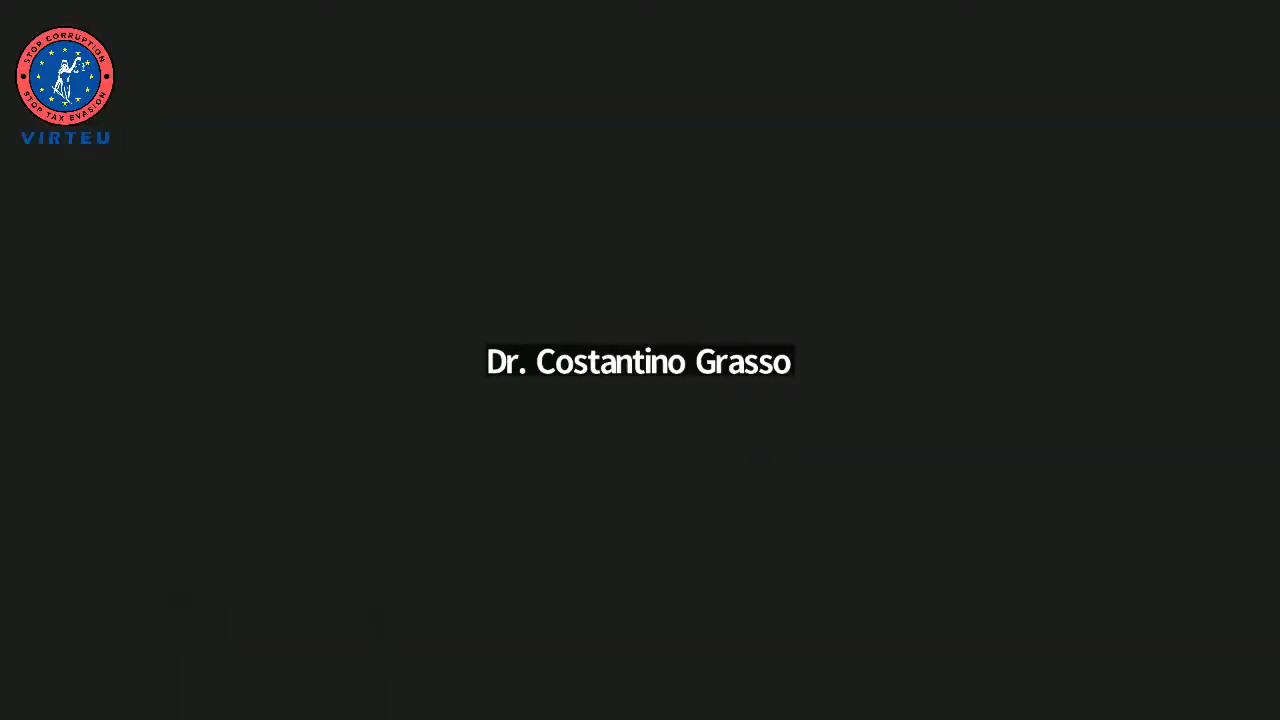 STOP CORRUPTION
STOP TAX EVASION
VIRTEU
Dr. Costantino Grasso